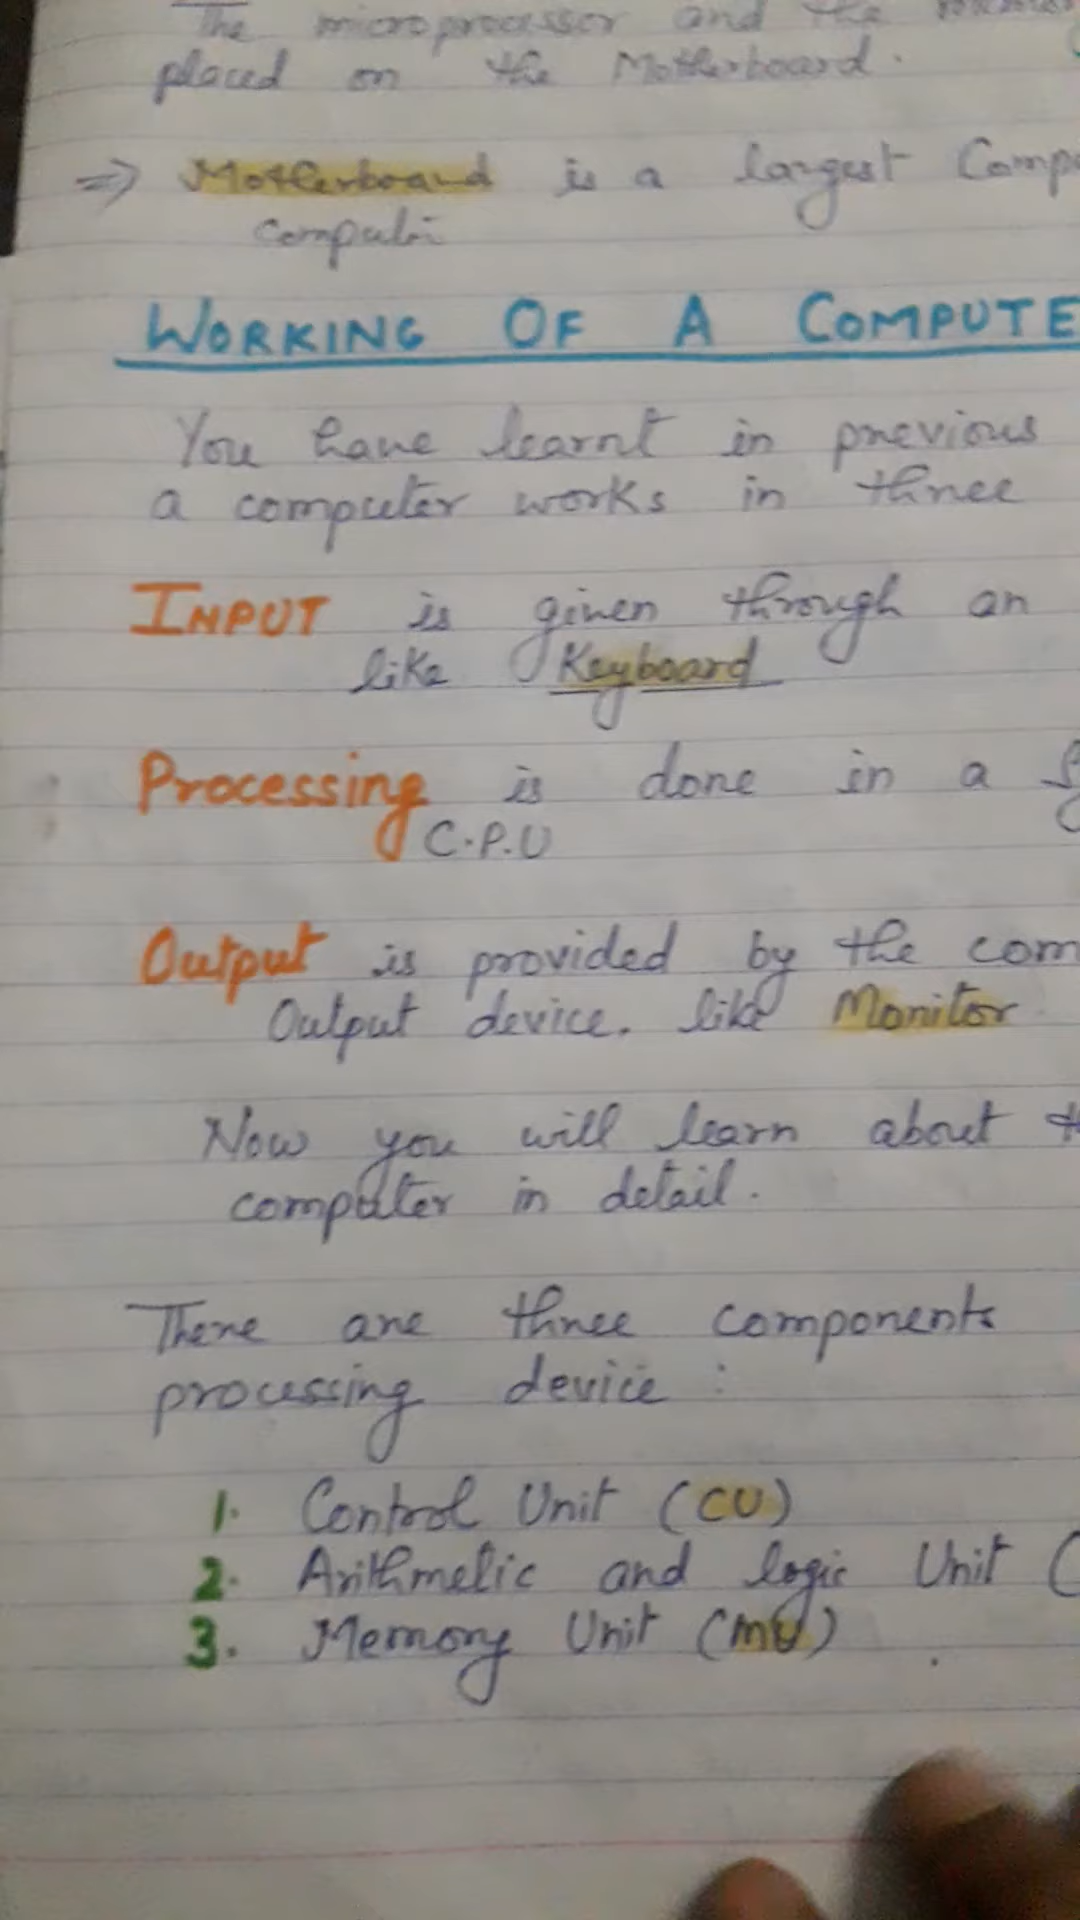 The microprocessor and the
placed on the Motherboard.
⇒ Motherboard is a largest Comp
computer
WORKING OF A COMPUTE
You have learnt in previous
a computer works in three
INPUT is given through an
like Keyboard
Processing is done in a
C.P.U
Output is provided by the com
Output device. like Monitor
Now you will learn about th
computer in detail.
There are three components
processing device :
1. Control Unit (CU)
2. Arithmetic and logic Unit (
3. Memory Unit (MU)